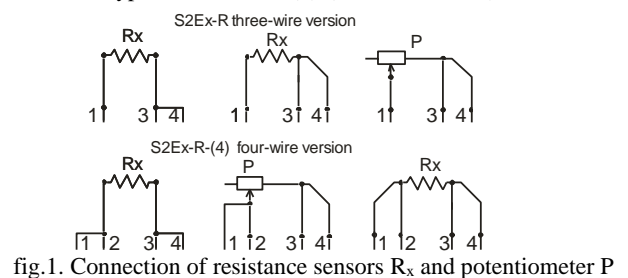 S2Ex-R three-wire version
Rx Rx P
1 3 4 1 3 4 1 3 4
S2Ex-R-(4) four-wire version
Rx P Rx
1 2 3 4 1 2 3 4 1 2 3 4
fig.1. Connection of resistance sensors Rx and potentiometer P